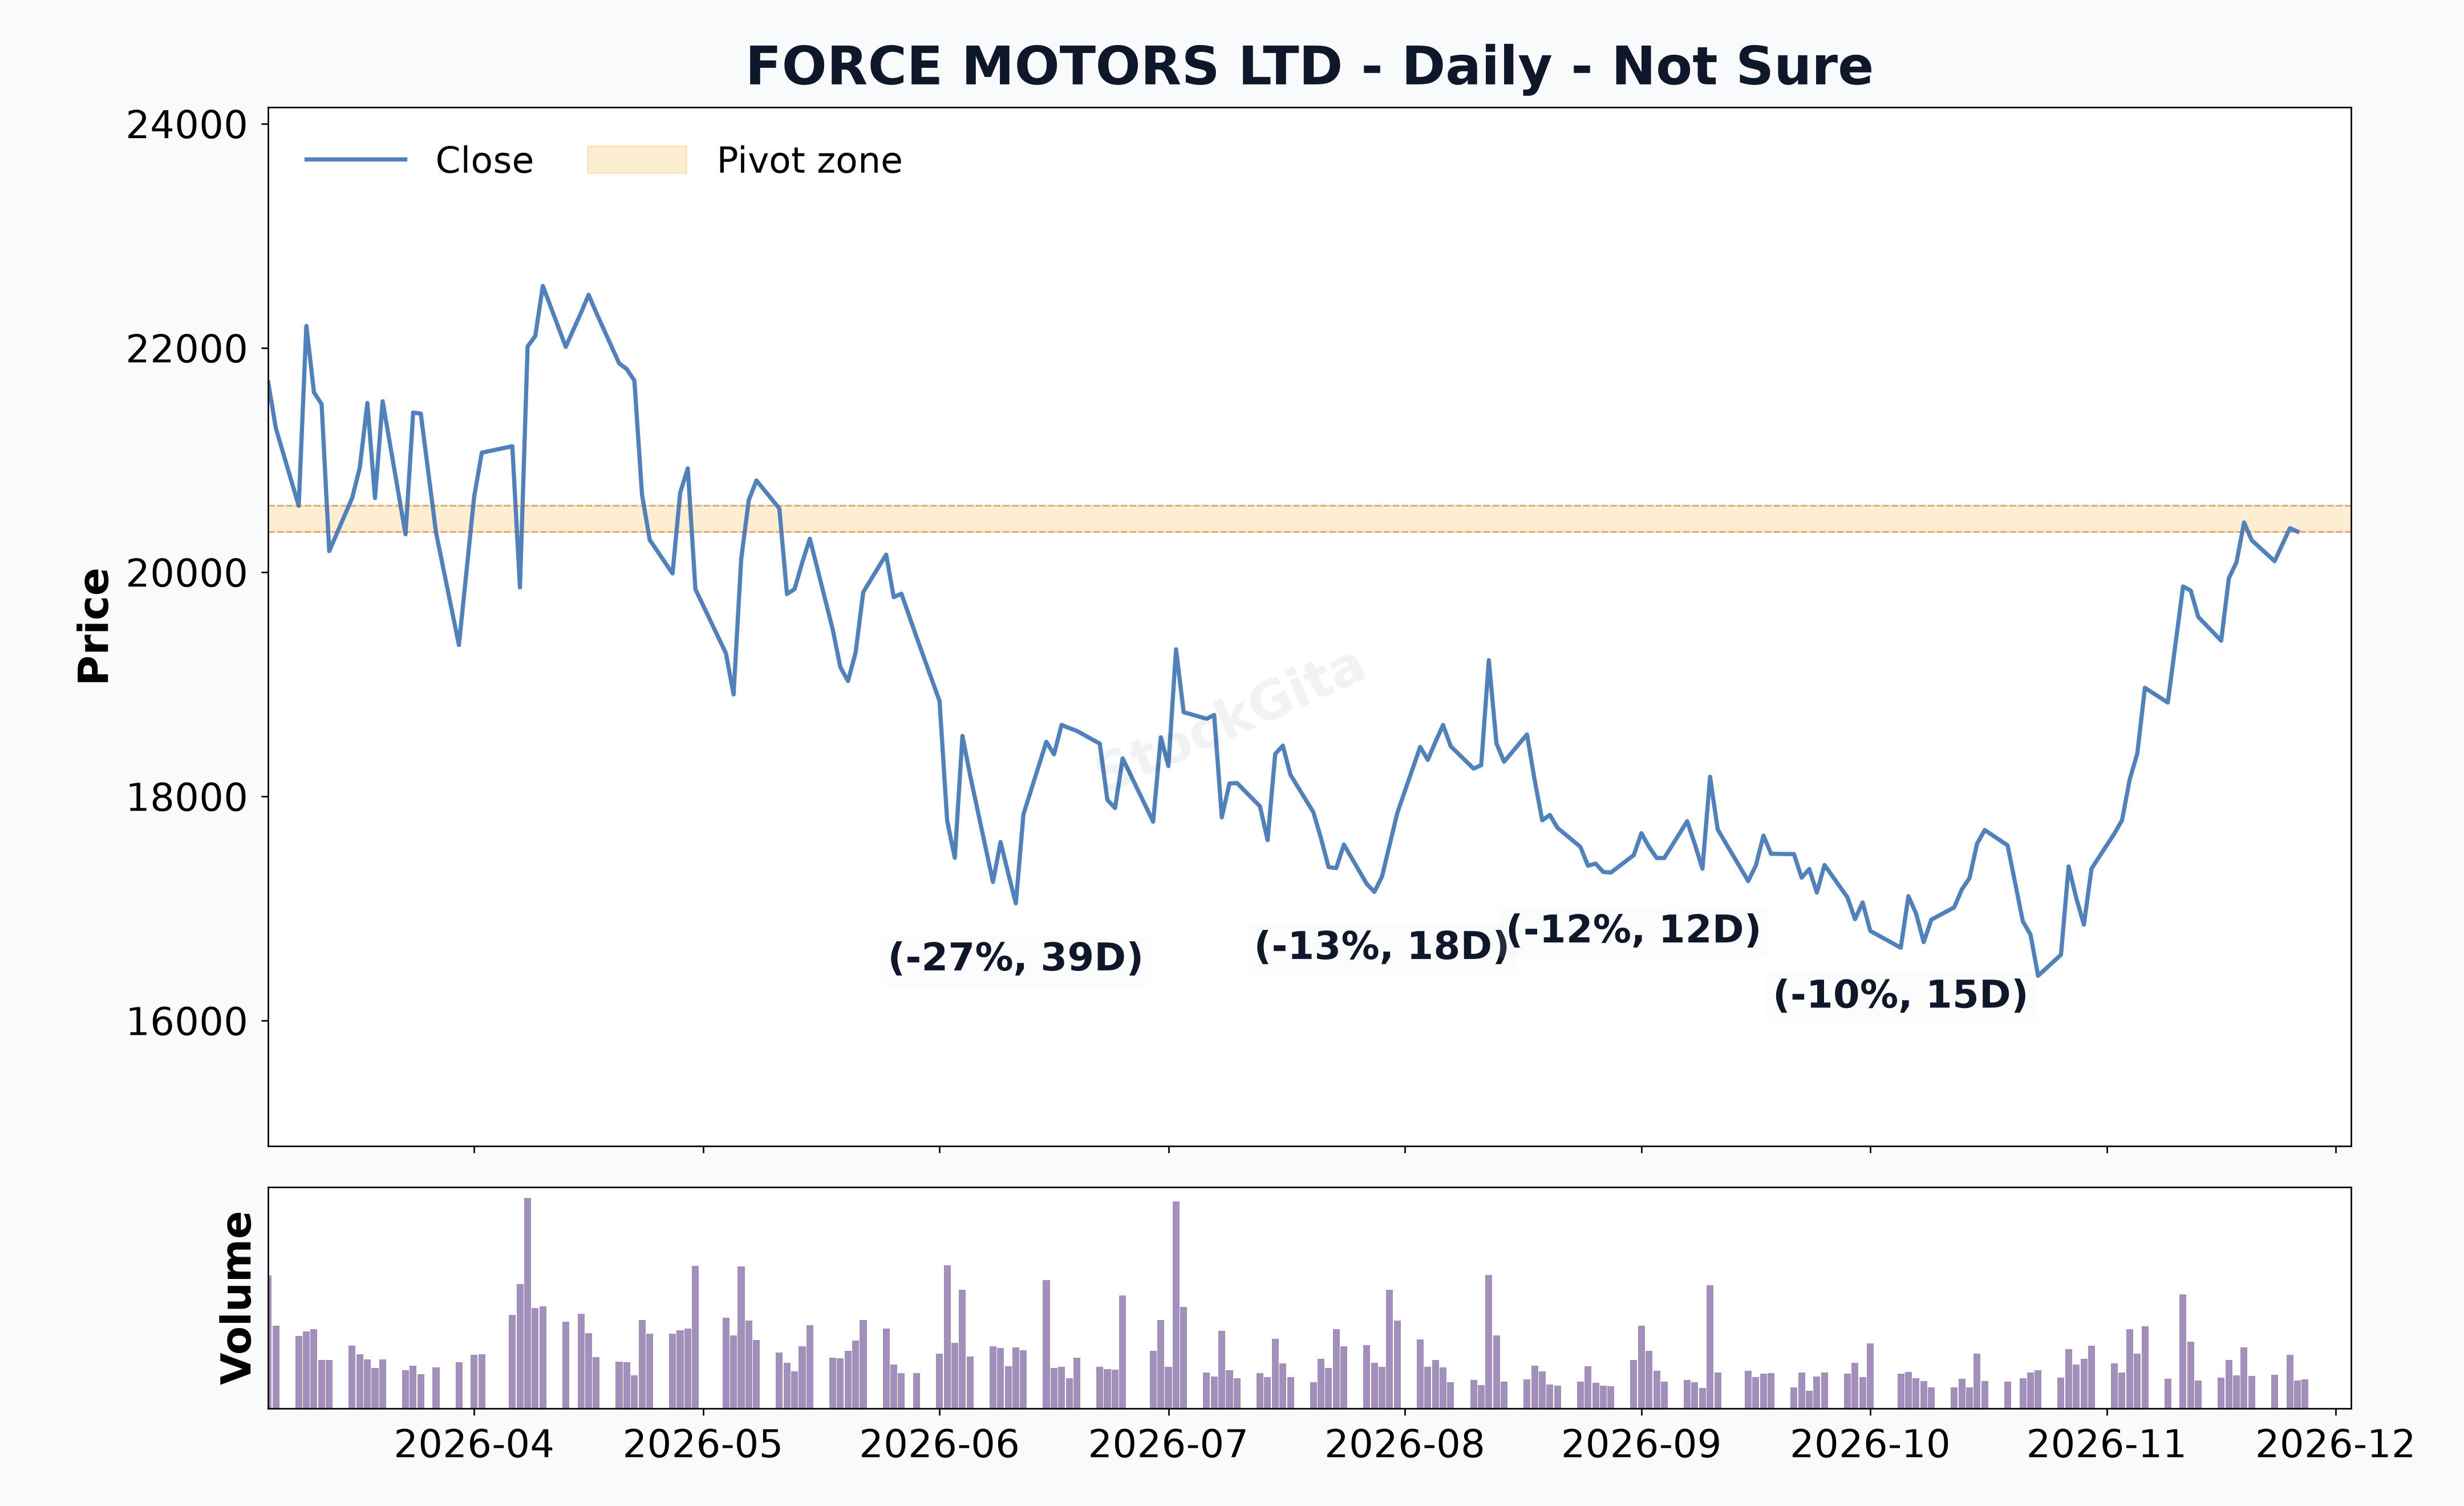 FORCE MOTORS LTD - Daily - Not Sure
24000
Close
Pivot zone
22000
20000
18000
16000
Price
StockGita
(-27%, 39D)
(-13%, 18D)
(-12%, 12D)
(-10%, 15D)
Volume
2026-04
2026-05
2026-06
2026-07
2026-08
2026-09
2026-10
2026-11
2026-12